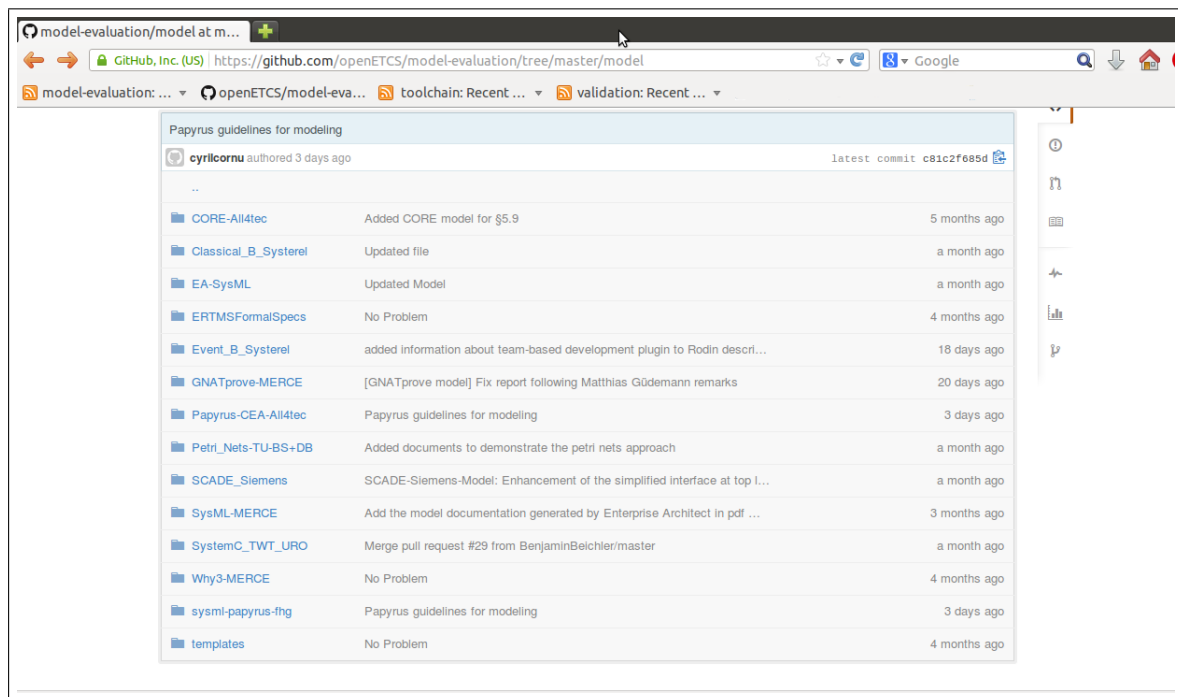 model-evaluation/model at m...
GitHub, Inc. (US) https://github.com/openETCS/model-evaluation/tree/master/model Google
model-evaluation: ... openETCS/model-eva... toolchain: Recent ... validation: Recent ...
Papyrus guidelines for modeling
cyrilcornu authored 3 days ago latest commit c81c2f685d
..
CORE-All4tec Added CORE model for §5.9 5 months ago
Classical_B_Systerel Updated file a month ago
EA-SysML Updated Model a month ago
ERTMSFormalSpecs No Problem 4 months ago
Event_B_Systerel added information about team-based development plugin to Rodin descri... 18 days ago
GNATprove-MERCE [GNATprove model] Fix report following Matthias Güdemann remarks 20 days ago
Papyrus-CEA-All4tec Papyrus guidelines for modeling 3 days ago
Petri_Nets-TU-BS+DB Added documents to demonstrate the petri nets approach a month ago
SCADE_Siemens SCADE-Siemens-Model: Enhancement of the simplified interface at top l... a month ago
SysML-MERCE Add the model documentation generated by Enterprise Architect in pdf ... 3 months ago
SystemC_TWT_URO Merge pull request #29 from BenjaminBeichler/master a month ago
Why3-MERCE No Problem 4 months ago
sysml-papyrus-fhg Papyrus guidelines for modeling 3 days ago
templates No Problem 4 months ago